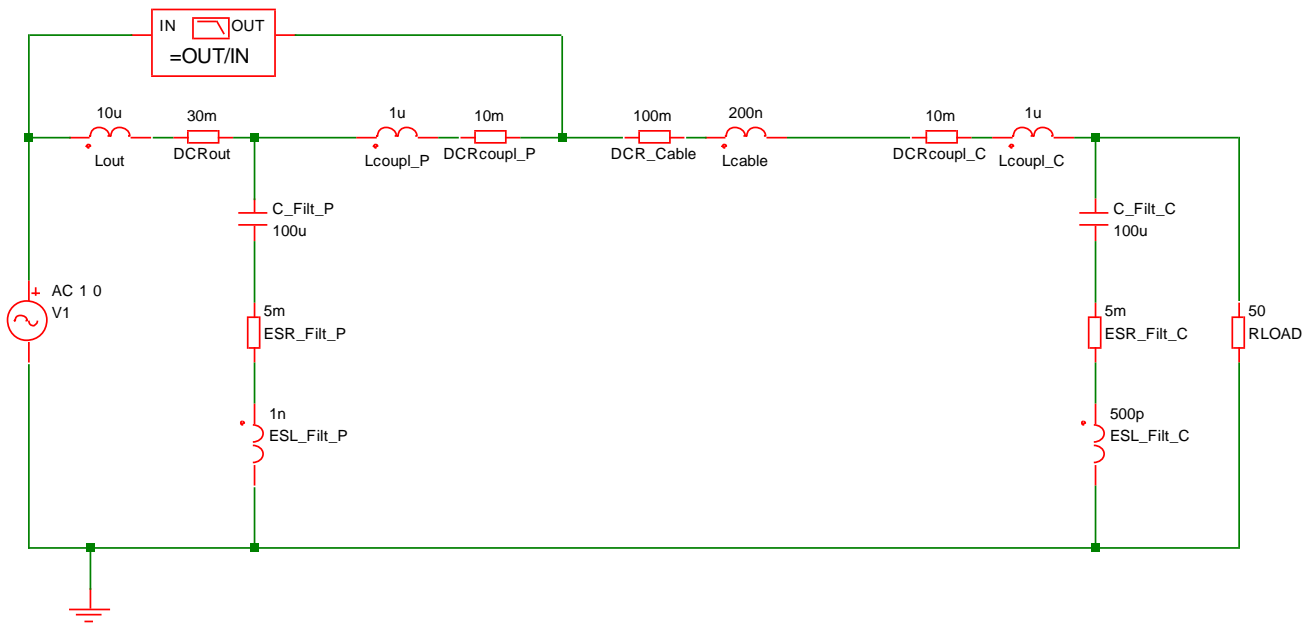 IN OUT
=OUT/IN
10u
Lout
30m
DCRout
1u
Lcoupl_P
10m
DCRcoupl_P
100m
DCR_Cable
200n
Lcable
10m
DCRcoupl_C
1u
Lcoupl_C
C_Filt_P
100u
C_Filt_C
100u
+ AC 1 0
V1
5m
ESR_Filt_P
5m
ESR_Filt_C
50
RLOAD
1n
ESL_Filt_P
500p
ESL_Filt_C